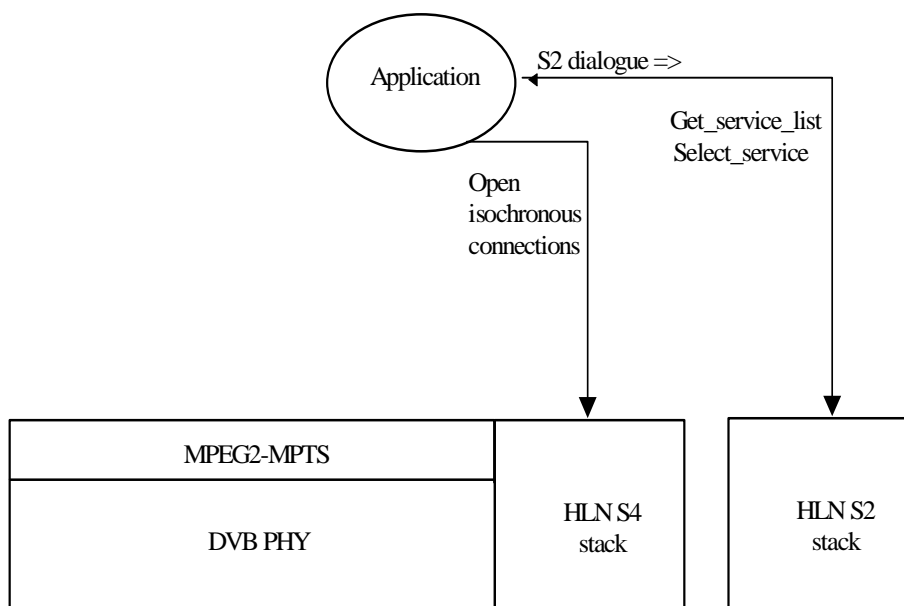 Application
S2 dialogue =>
Get_service_list
Select_service
Open
isochronous
connections
MPEG2-MPTS
DVB PHY
HLN S4
stack
HLN S2
stack